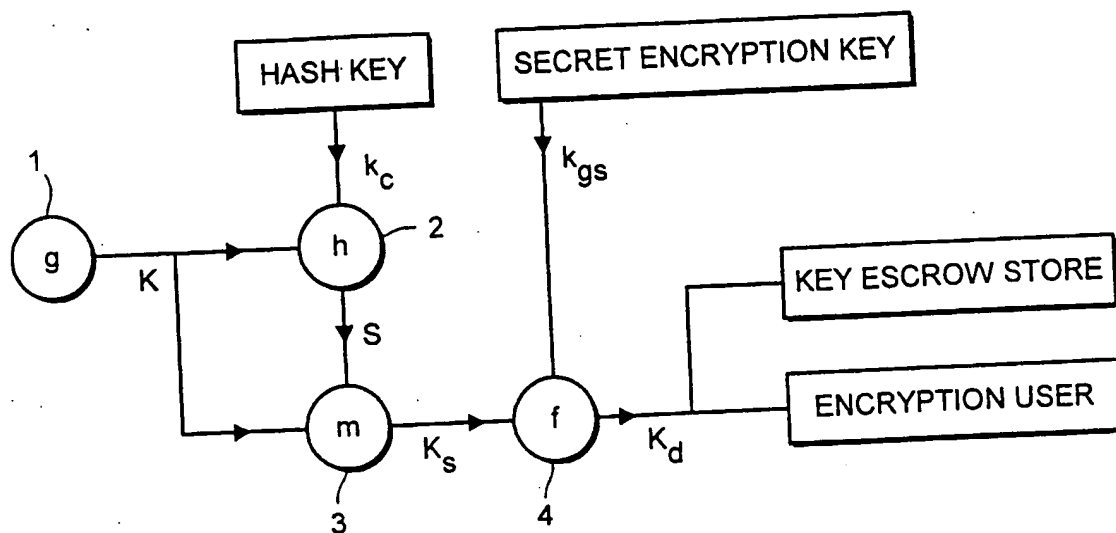 HASH KEY
SECRET ENCRYPTION KEY
1
k_c
k_gs
g
h
2
K
KEY ESCROW STORE
S
ENCRYPTION USER
m
f
K_s
K_d
3
4